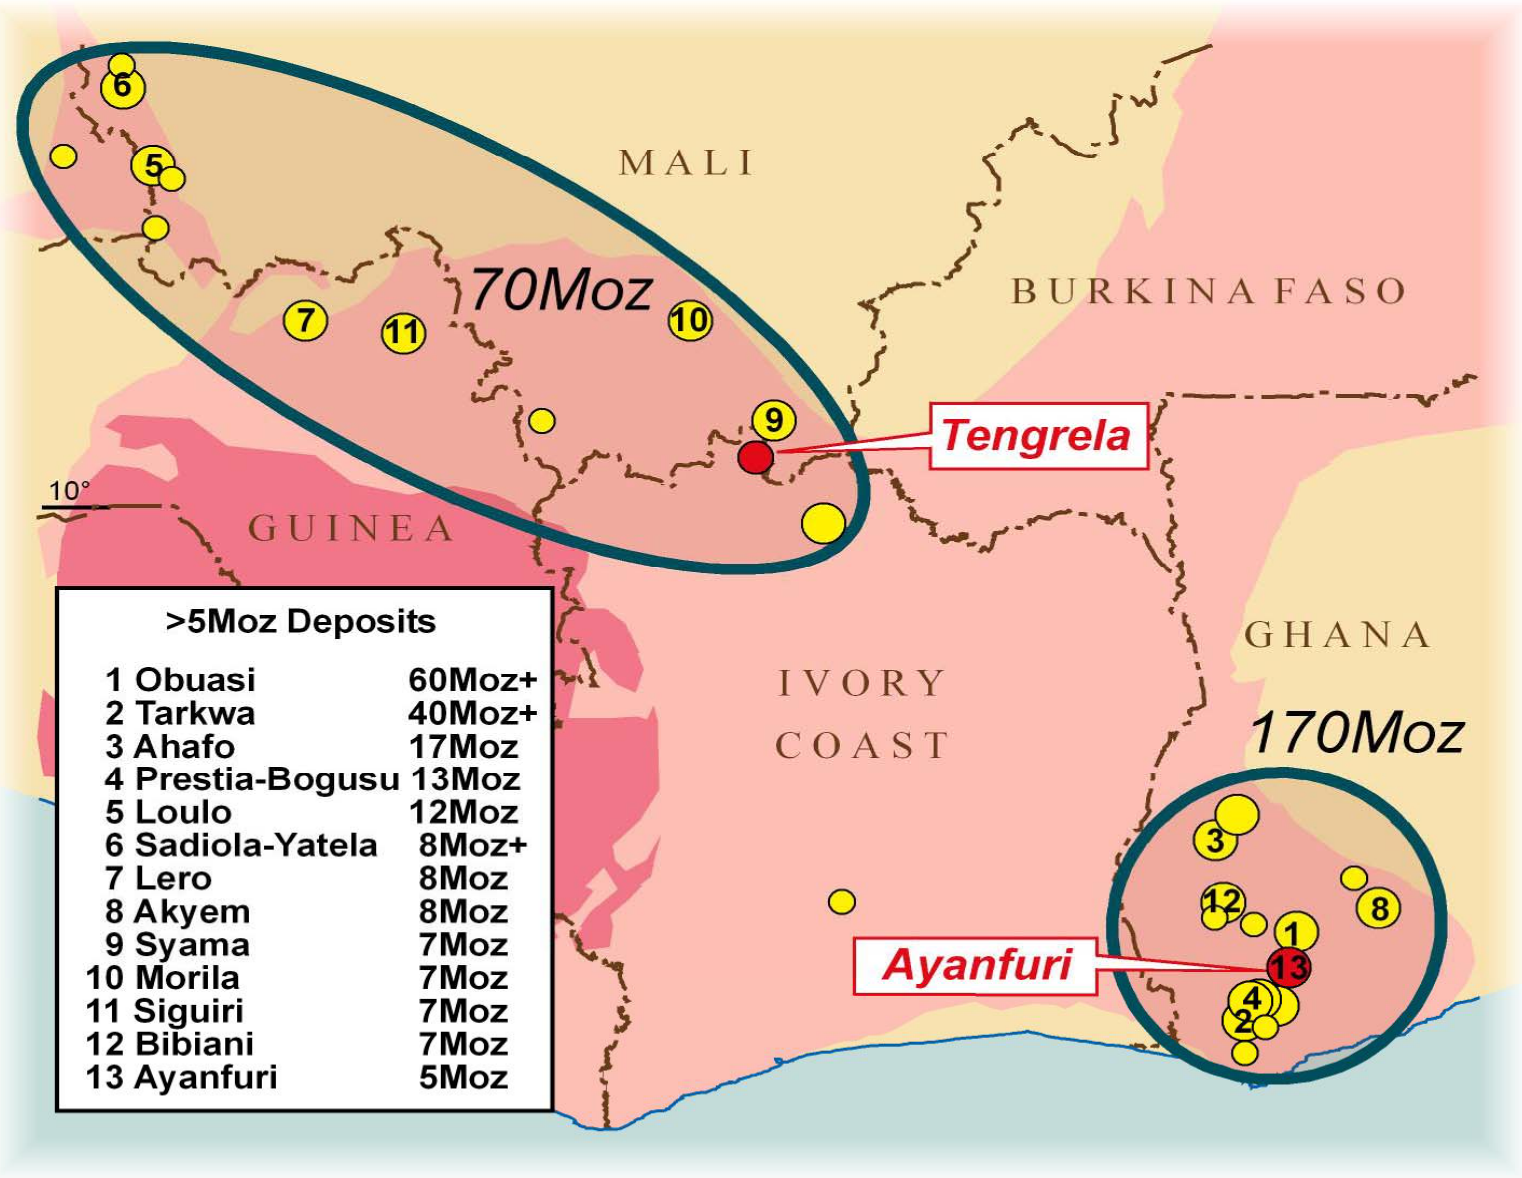 6
5
MALI
70Moz
BURKINA FASO
7
11
10
9
Tengrela
10°
GUINEA
>5Moz Deposits
1 Obuasi 60Moz+
2 Tarkwa 40Moz+
3 Ahafo 17Moz
4 Prestia-Bogusu 13Moz
5 Loulo 12Moz
6 Sadiola-Yatela 8Moz+
7 Lero 8Moz
8 Akyem 8Moz
9 Syama 7Moz
10 Morila 7Moz
11 Siguiri 7Moz
12 Bibiani 7Moz
13 Ayanfuri 5Moz
IVORY
COAST
GHANA
170Moz
3
12
8
1
Ayanfuri
13
4
2